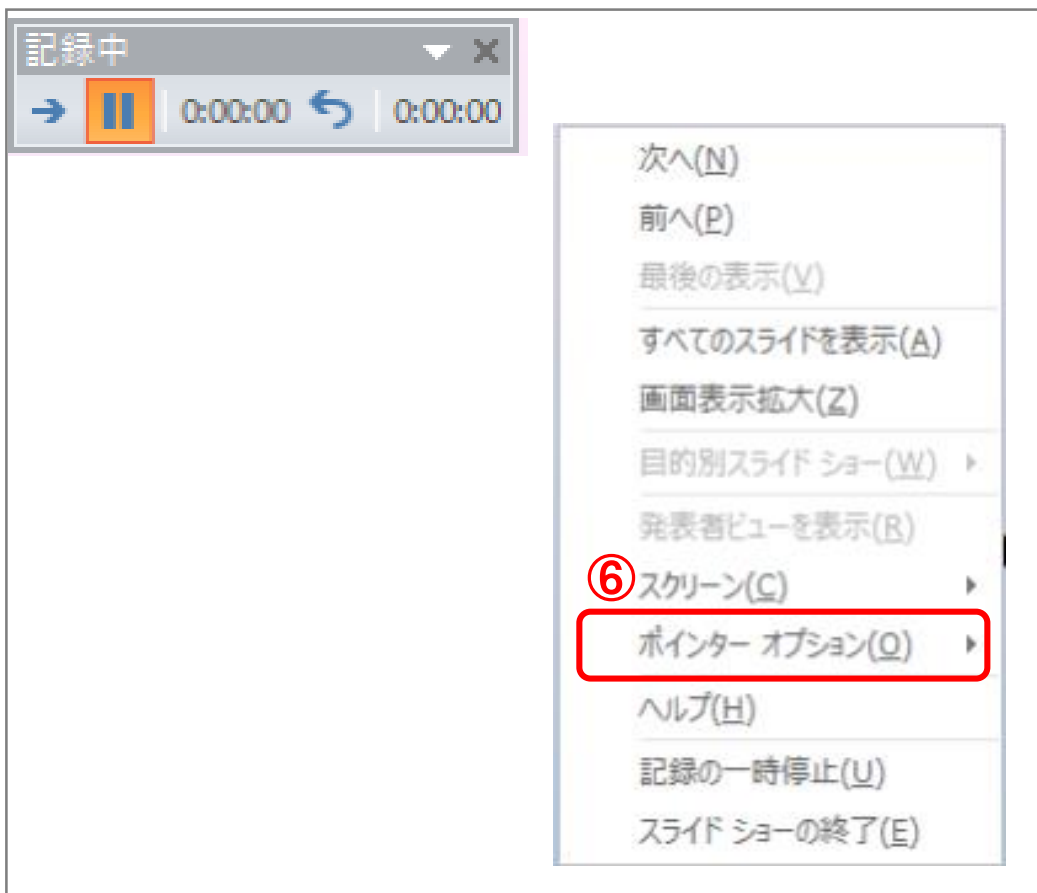 記録中
0:00:00 0:00:00
次へ(N)
前へ(P)
最後の表示(V)
すべてのスライドを表示(A)
画面表示拡大(Z)
目的別スライド ショー(W)
発表者ビューを表示(R)
⑥スクリーン(C)
ポインター オプション(O)
ヘルプ(H)
記録の一時停止(U)
スライド ショーの終了(E)